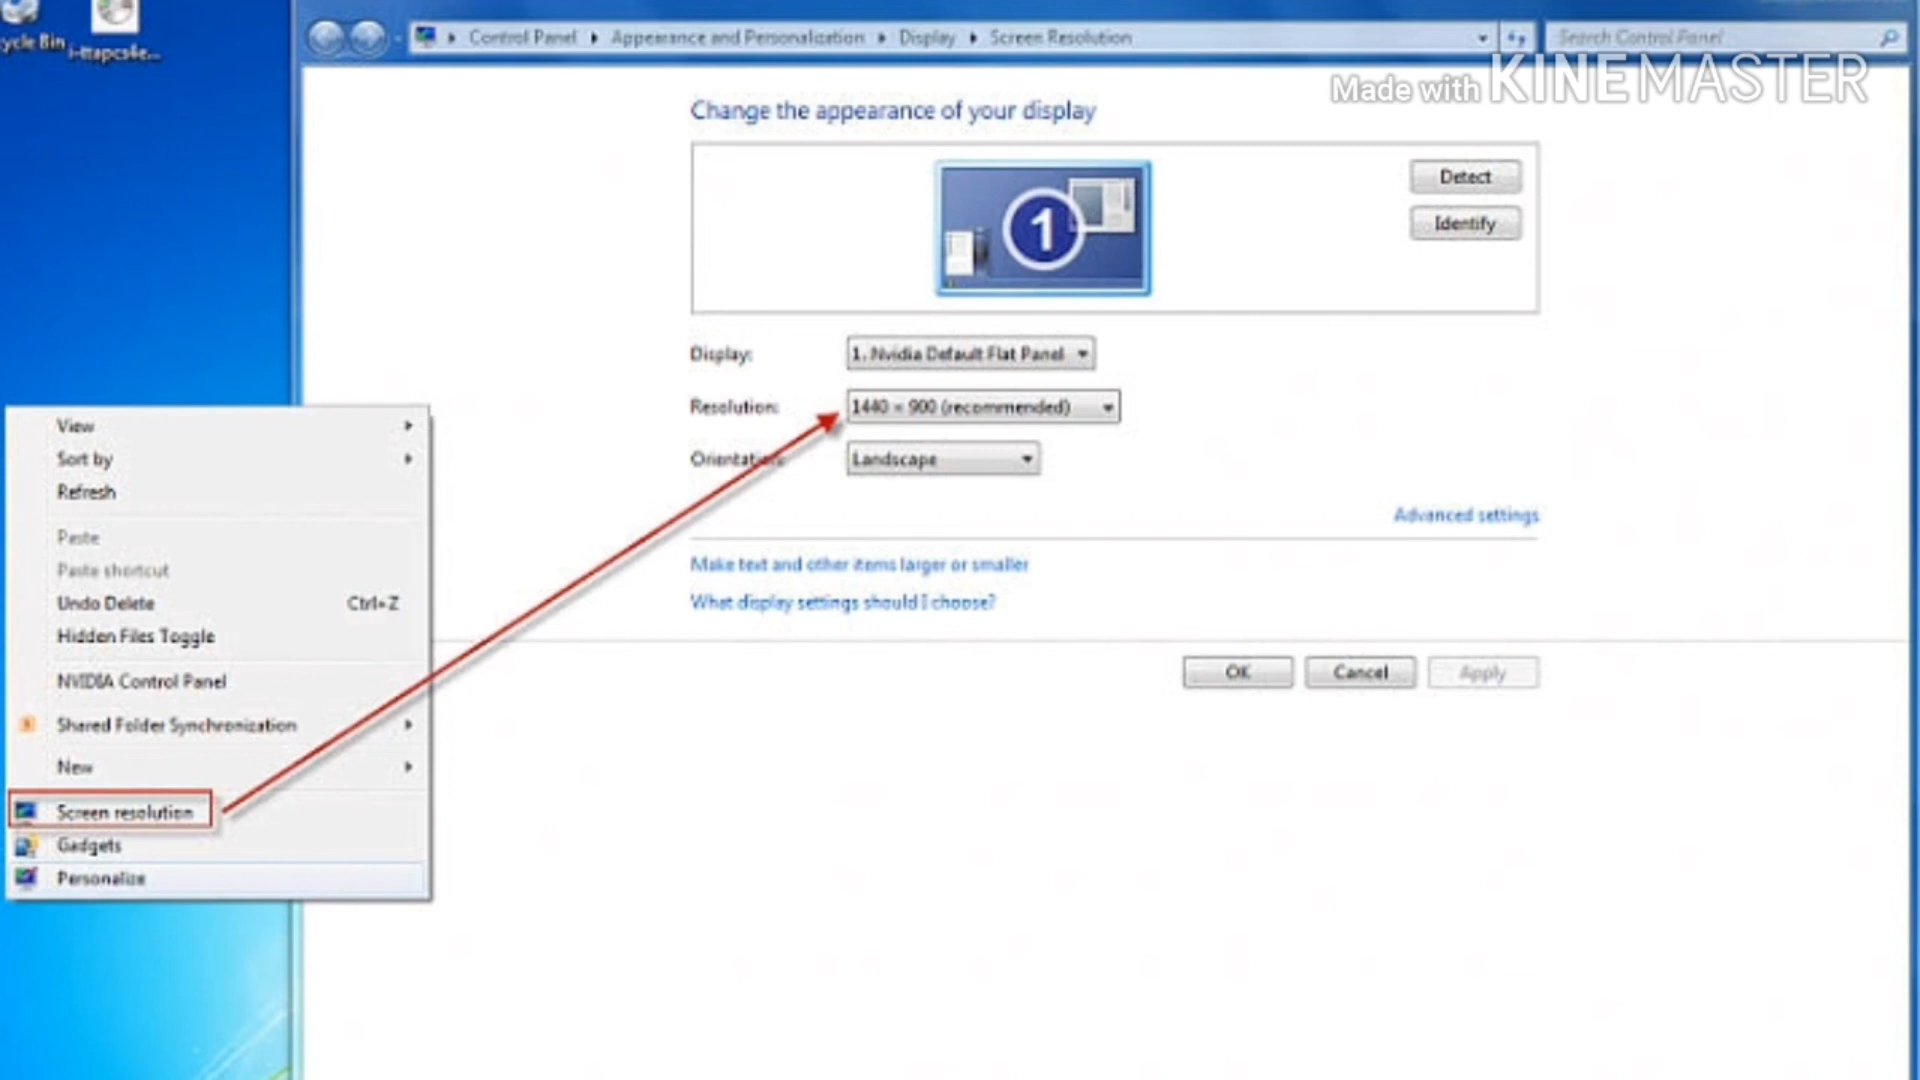 ycle Bin
i-ttapcs4e...
Control Panel
Appearance and Personalization
Display
Screen Resolution
Search Control Panel
Made with KINEMASTER
Change the appearance of your display
1
Detect
Identify
Display:
1. Nvidia Default Flat Panel
Resolution:
1440 × 900 (recommended)
Orientation:
Landscape
Advanced settings
Make text and other items larger or smaller
What display settings should I choose?
OK
Cancel
Apply
View
Sort by
Refresh
Paste
Paste shortcut
Undo Delete Ctrl+Z
Hidden Files Toggle
NVIDIA Control Panel
Shared Folder Synchronization
New
Screen resolution
Gadgets
Personalize